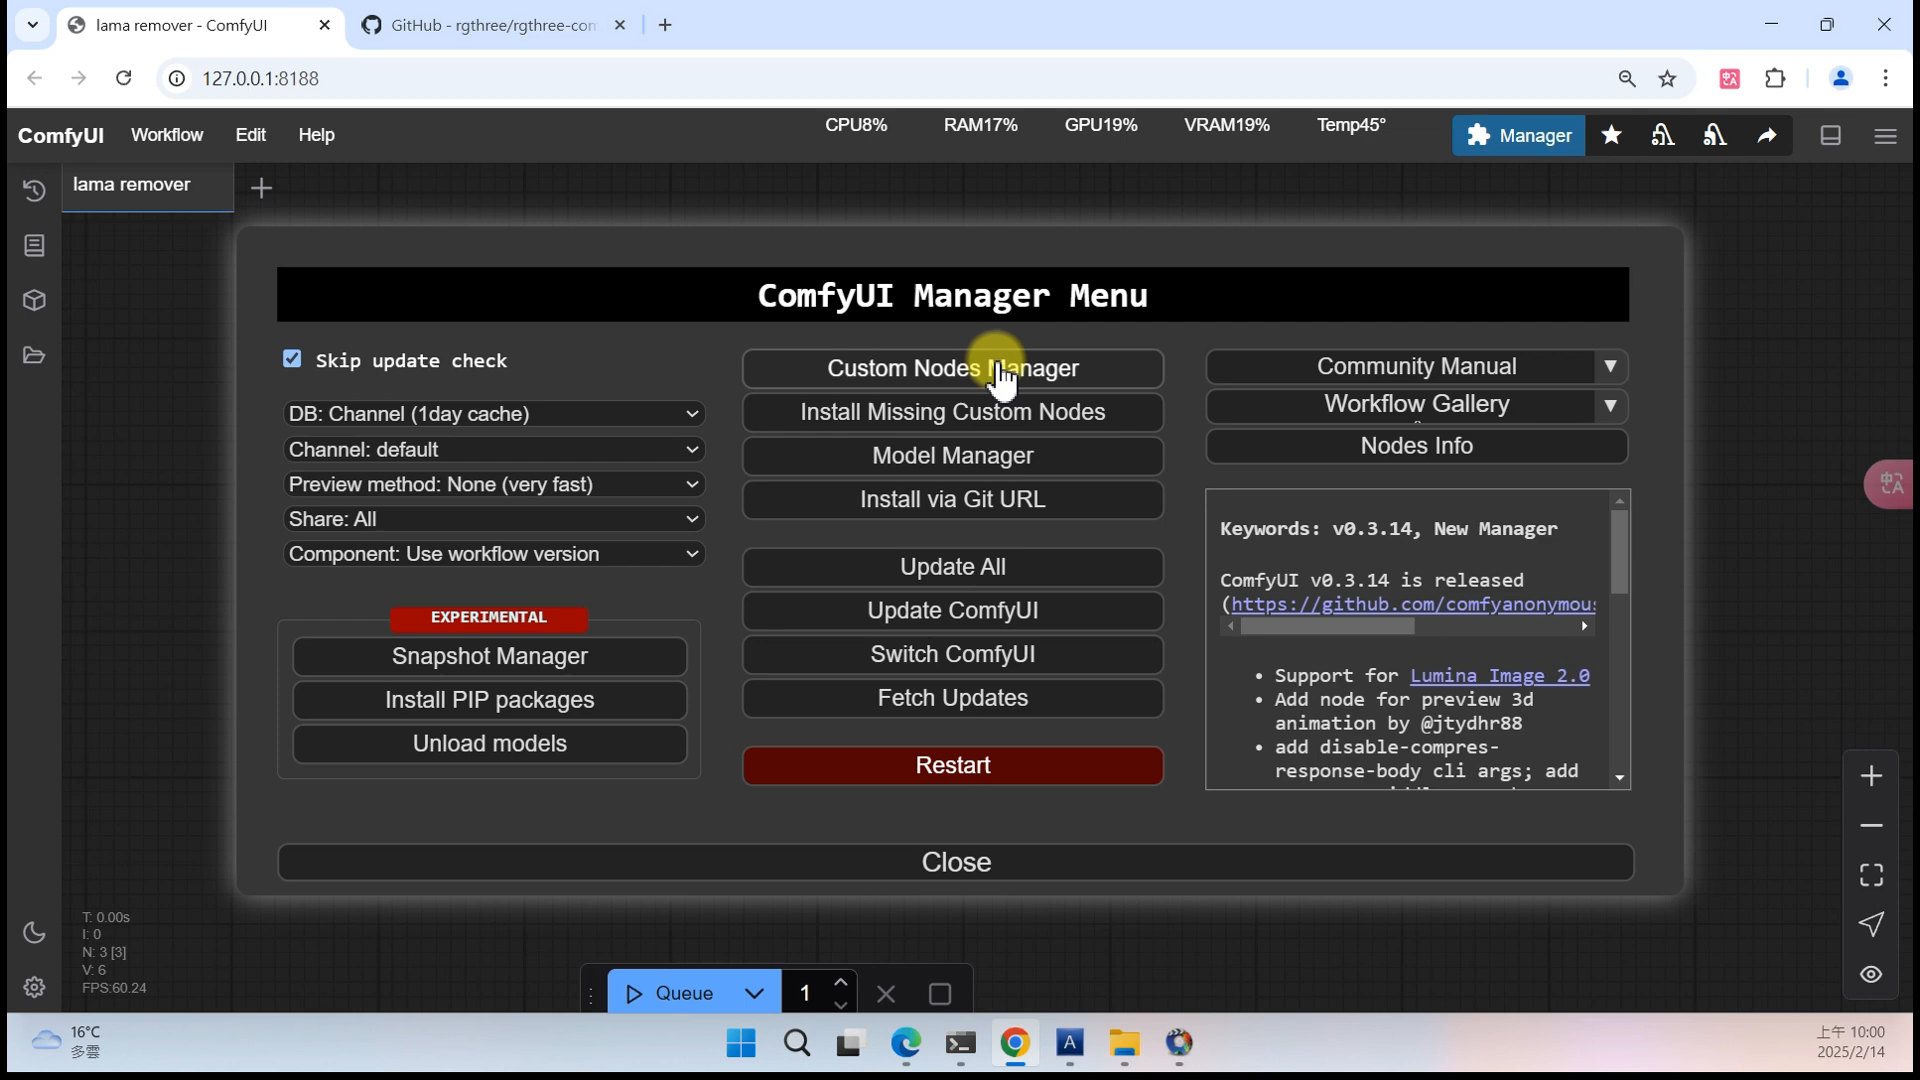 lama remover - ComfyUI
GitHub - rgthree/rgthree-com
127.0.0.1:8188
ComfyUI
Workflow
Edit
Help
CPU8%
RAM17%
GPU19%
VRAM19%
Temp45°
Manager
lama remover
ComfyUI Manager Menu
Skip update check
DB: Channel (1day cache)
Channel: default
Preview method: None (very fast)
Share: All
Component: Use workflow version
EXPERIMENTAL
Snapshot Manager
Install PIP packages
Unload models
Custom Nodes Manager
Install Missing Custom Nodes
Model Manager
Install via Git URL
Update All
Update ComfyUI
Switch ComfyUI
Fetch Updates
Restart
Community Manual
Workflow Gallery
Nodes Info
Keywords: v0.3.14, New Manager
ComfyUI v0.3.14 is released
(https://github.com/comfyanonymous
• Support for Lumina Image 2.0
• Add node for preview 3d
animation by @jtydhr88
• add disable-compres-
response-body cli args; add
Close
T: 0.00s
I: 0
N: 3 [3]
V: 6
FPS:60.24
Queue
1
16°C
多雲
上午 10:00
2025/2/14